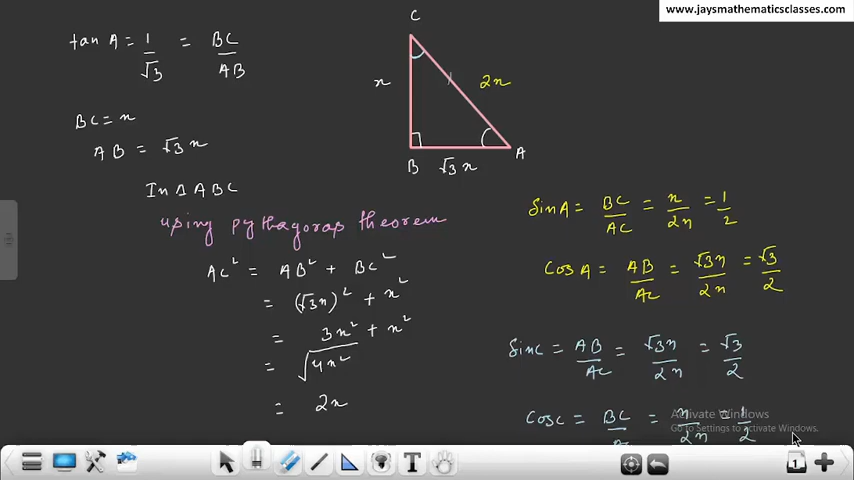 www.jaysmathematicsclasses.com
tan A = 1/√3 = BC/AB
BC = x
AB = √3 x
In Δ ABC
using pythagoras theorem
AC² = AB² + BC²
= (√3x)² + x²
= 3x² + x²
= √4x²
= 2x
C
x
2x
B
√3 x
A
Sin A = BC/AC = x/2x = 1/2
Cos A = AB/AC = √3x/2x = √3/2
Sin C = AB/AC = √3x/2x = √3/2
Cos C = BC/ = x/2x = 1/2
Activate Windows
Go to Settings to activate Windows.
T
1